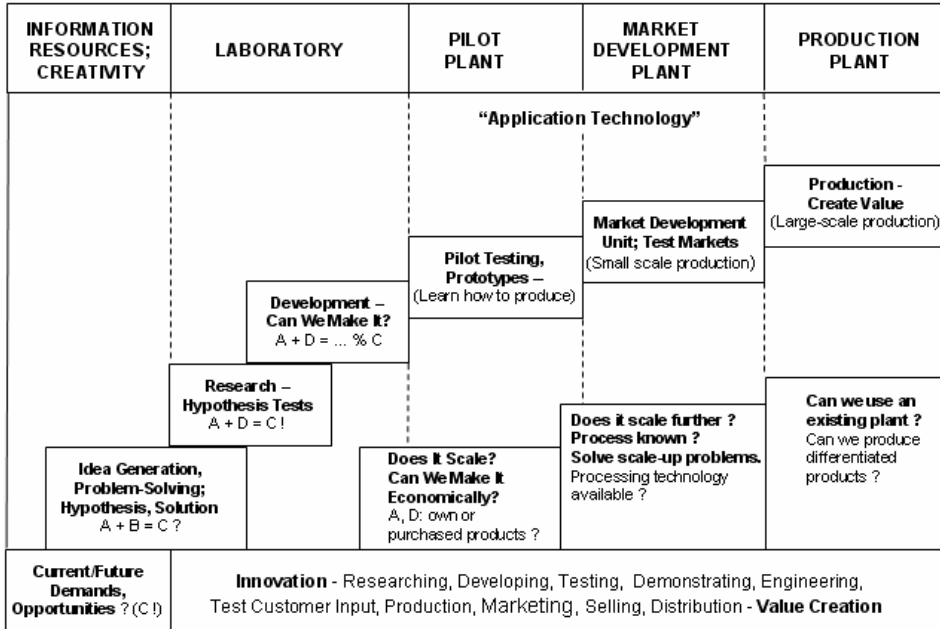 INFORMATION
RESOURCES;
CREATIVITY
LABORATORY
PILOT
PLANT
MARKET
DEVELOPMENT
PLANT
PRODUCTION
PLANT
“Application Technology”
Production -
Create Value
(Large-scale production)
Market Development
Unit; Test Markets
(Small scale production)
Pilot Testing,
Prototypes –
(Learn how to produce)
Development –
Can We Make It?
A + D = ... % C
Research –
Hypothesis Tests
A + D = C !
Idea Generation,
Problem-Solving;
Hypothesis, Solution
A + B = C ?
Does It Scale?
Can We Make It
Economically?
A, D: own or
purchased products ?
Does it scale further ?
Process known ?
Solve scale-up problems.
Processing technology
available ?
Can we use an
existing plant ?
Can we produce
differentiated
products ?
Current/Future
Demands,
Opportunities ? (C !)
Innovation - Researching, Developing, Testing, Demonstrating, Engineering,
Test Customer Input, Production, Marketing, Selling, Distribution - Value Creation